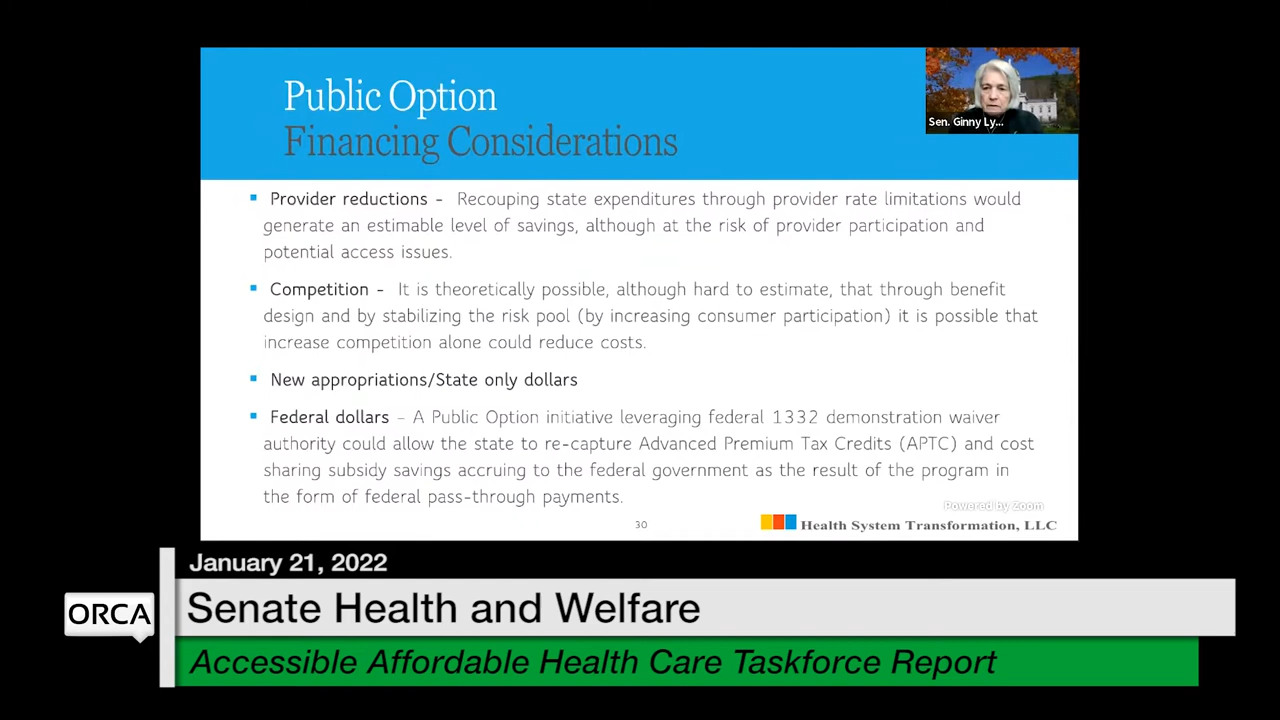 Public Option
Financing Considerations
Sen. Ginny Ly...
▪ Provider reductions - Recouping state expenditures through provider rate limitations would
generate an estimable level of savings, although at the risk of provider participation and
potential access issues.
▪ Competition - It is theoretically possible, although hard to estimate, that through benefit
design and by stabilizing the risk pool (by increasing consumer participation) it is possible that
increase competition alone could reduce costs.
▪ New appropriations/State only dollars
▪ Federal dollars – A Public Option initiative leveraging federal 1332 demonstration waiver
authority could allow the state to re-capture Advanced Premium Tax Credits (APTC) and cost
sharing subsidy savings accruing to the federal government as the result of the program in
the form of federal pass-through payments.
Powered by Zoom
30
Health System Transformation, LLC
January 21, 2022
ORCA
Senate Health and Welfare
Accessible Affordable Health Care Taskforce Report